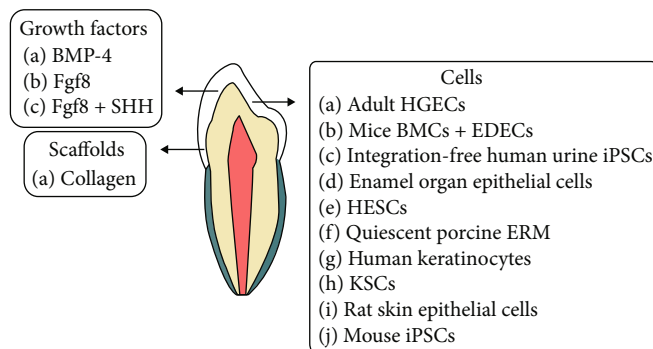 Growth factors
(a) BMP-4
(b) Fgf8
(c) Fgf8 + SHH
Scaffolds
(a) Collagen
Cells
(a) Adult HGECs
(b) Mice BMCs + EDECs
(c) Integration-free human urine iPSCs
(d) Enamel organ epithelial cells
(e) HESCs
(f) Quiescent porcine ERM
(g) Human keratinocytes
(h) KSCs
(i) Rat skin epithelial cells
(j) Mouse iPSCs